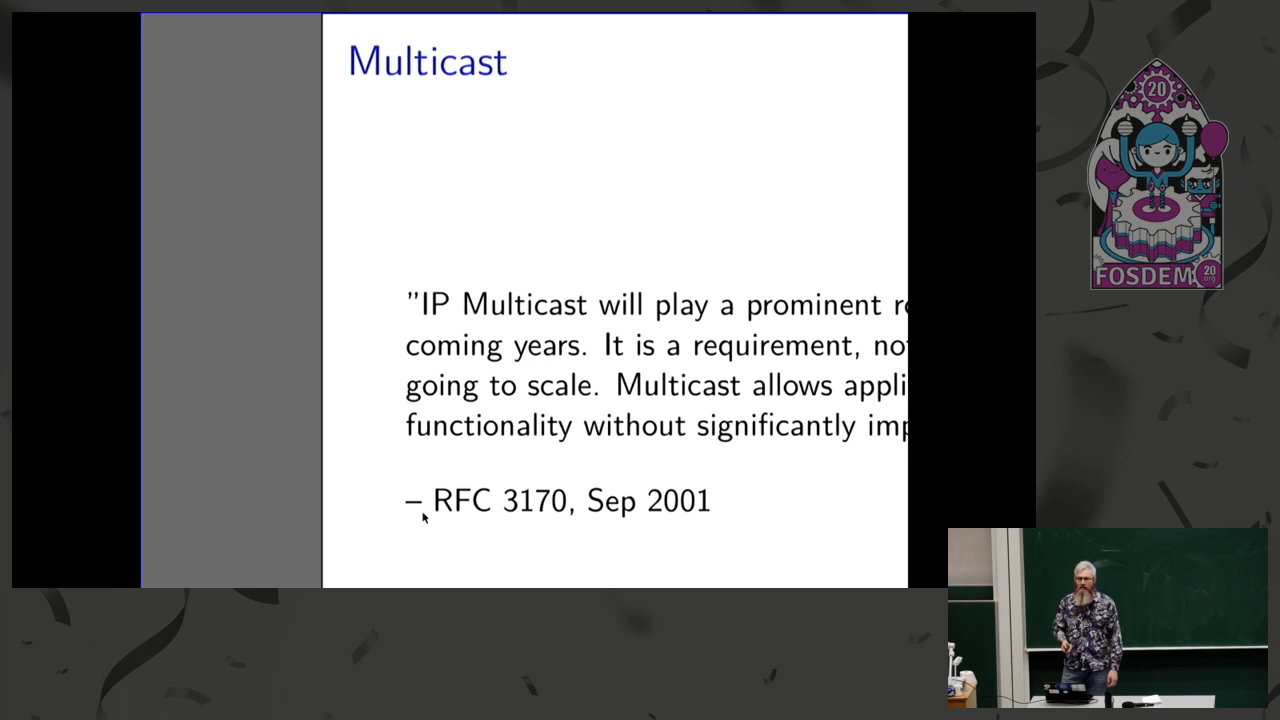 Multicast
"IP Multicast will play a prominent
coming years. It is a requirement,
going to scale. Multicast allows
functionality without significantly
– RFC 3170, Sep 2001
20
FOSDEM
20
org